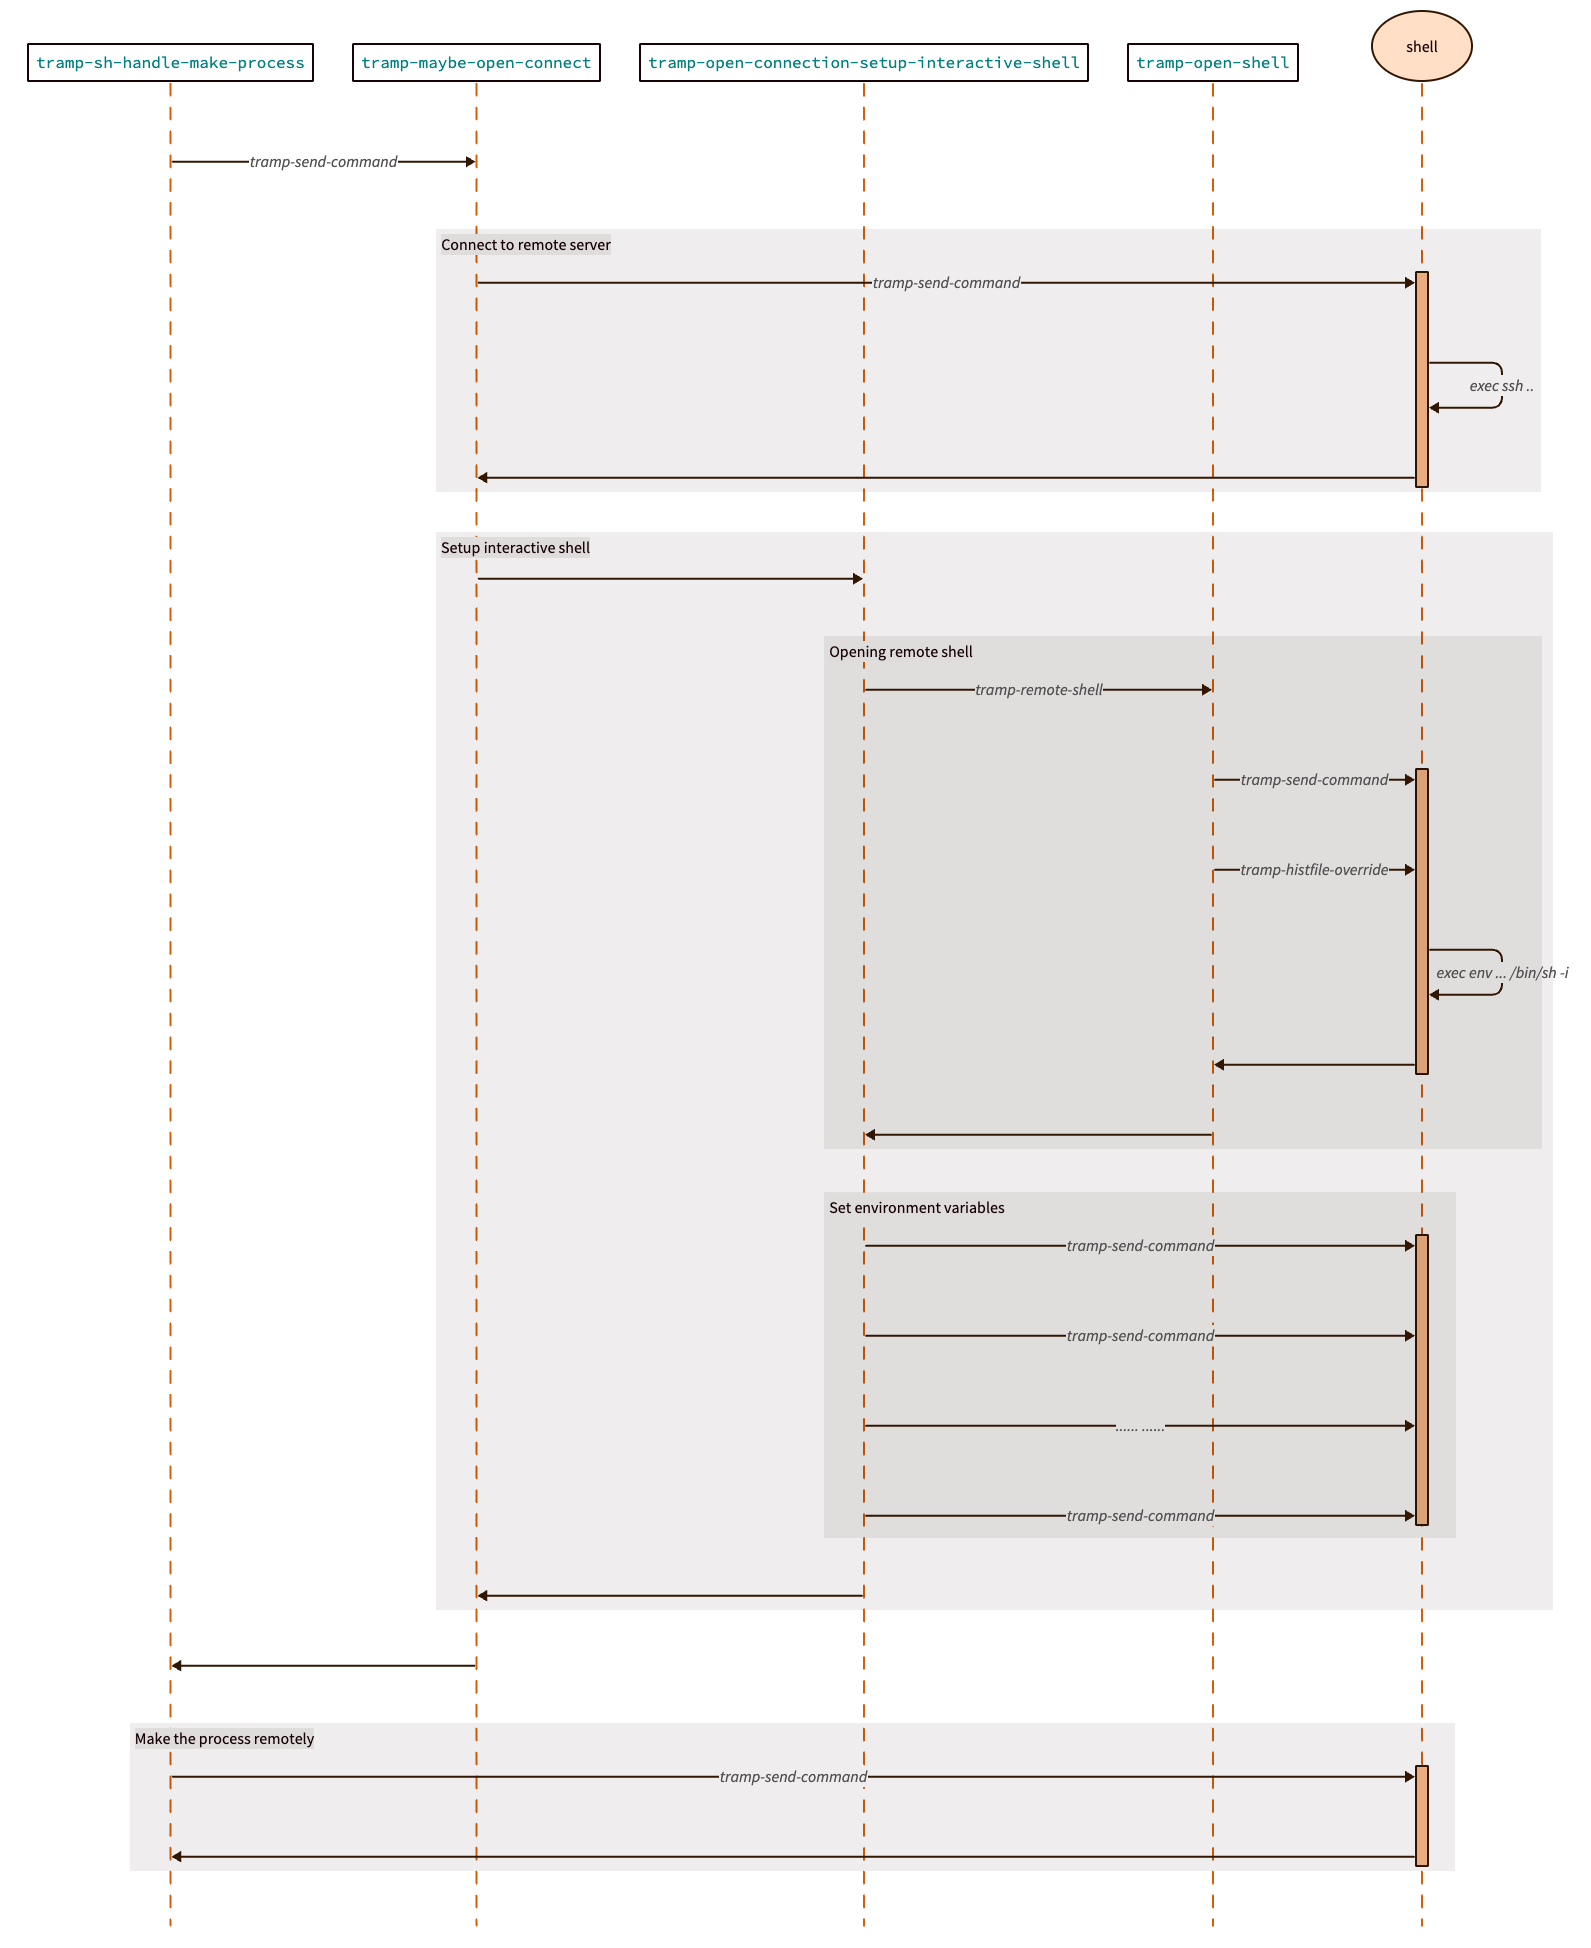 tramp-sh-handle-make-process
tramp-maybe-open-connect
tramp-open-connection-setup-interactive-shell
tramp-open-shell
shell
tramp-send-command
Connect to remote server
tramp-send-command
exec ssh ..
Setup interactive shell
Opening remote shell
tramp-remote-shell
tramp-send-command
tramp-histfile-override
exec env ... /bin/sh -i
Set environment variables
tramp-send-command
tramp-send-command
...... ......
tramp-send-command
Make the process remotely
tramp-send-command